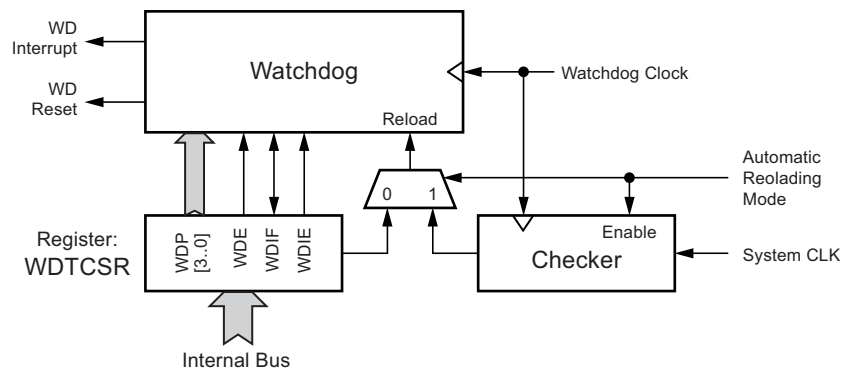 WD
Interrupt
WD
Reset
Watchdog
Reload
Watchdog Clock
Automatic
Reolading
Mode
0 1
Register:
WDTCSR
WDP
[3..0]
WDE
WDIF
WDIE
Enable
Checker
System CLK
Internal Bus